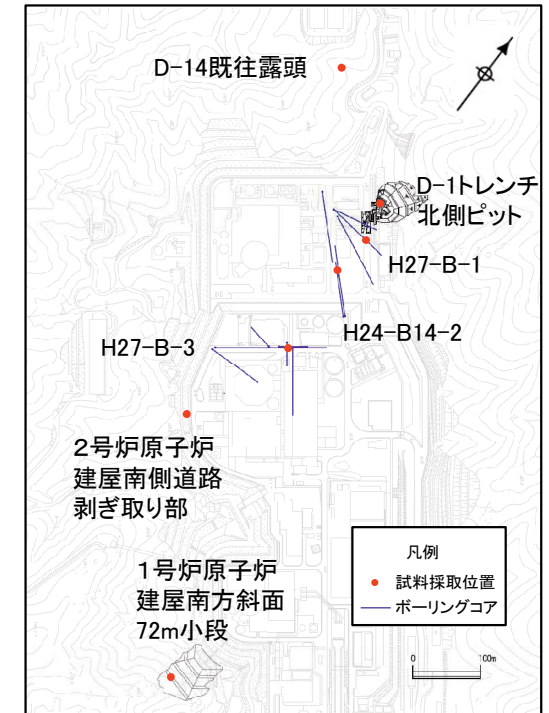 D-14既往露頭
D-1トレンチ
北側ピット
H27-B-1
H24-B14-2
H27-B-3
2号炉原子炉
建屋南側道路
剥ぎ取り部
1号炉原子炉
建屋南方斜面
72m小段
凡例
試料採取位置
ボーリングコア
0 100m